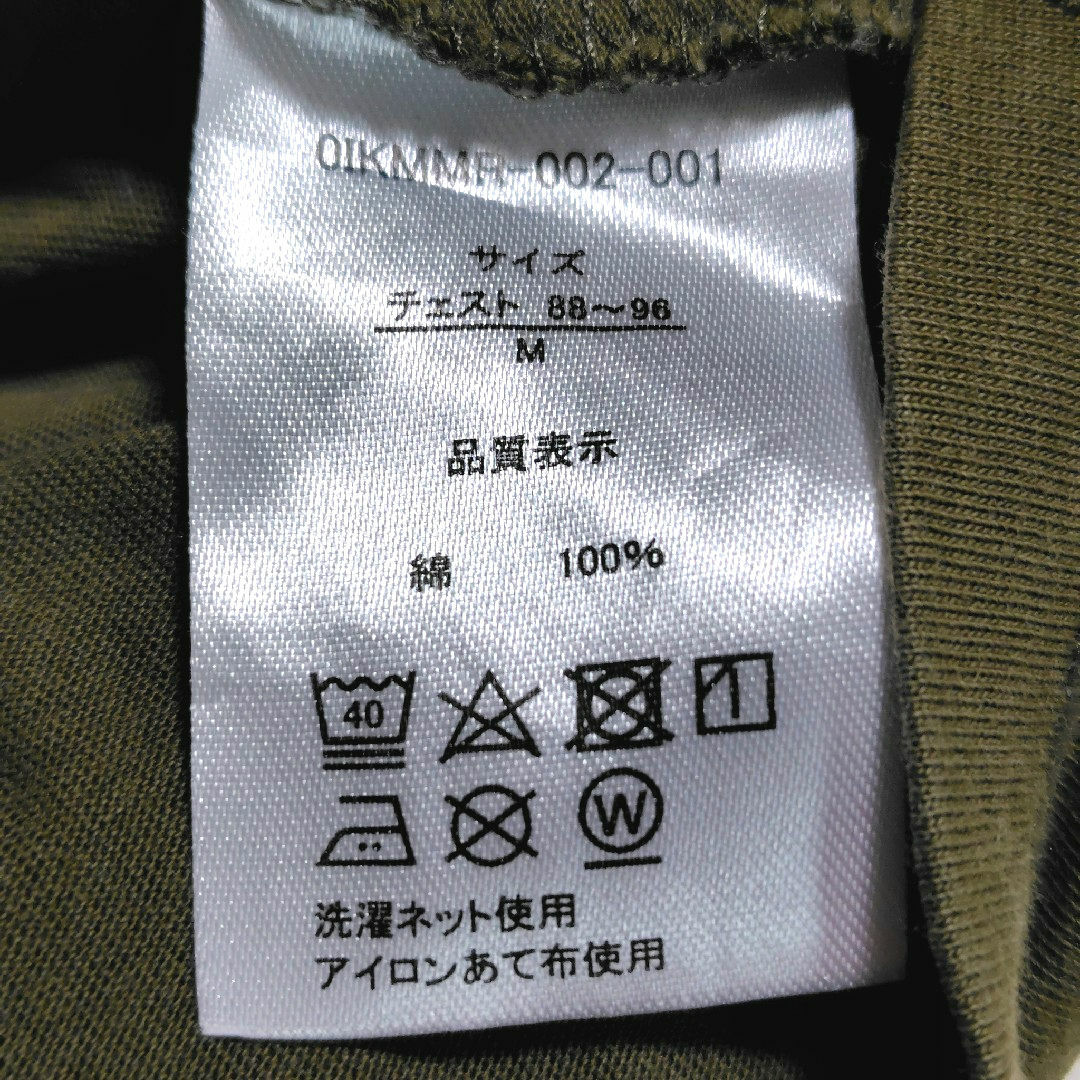 0IKMMR-002-001
サイズ
チェスト 88～96
M
品質表示
綿 100%
40
W
洗濯ネット使用
アイロンあて布使用